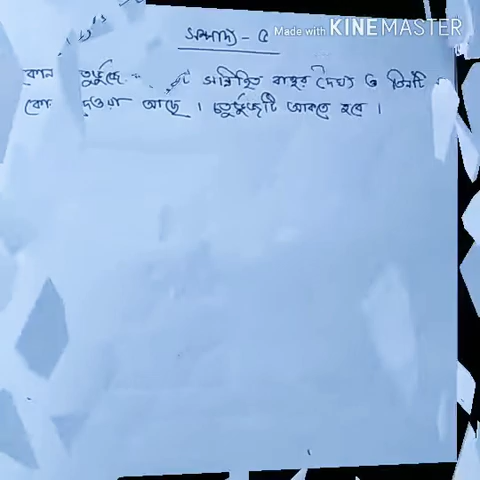 Made with KINEMASTER
সম্পাদ্য - ৫
সন্নিহিত বাহুর দৈর্ঘ্য ও তিনটি
দেওয়া আছে । চতুর্ভুজটি আঁকতে হবে ।